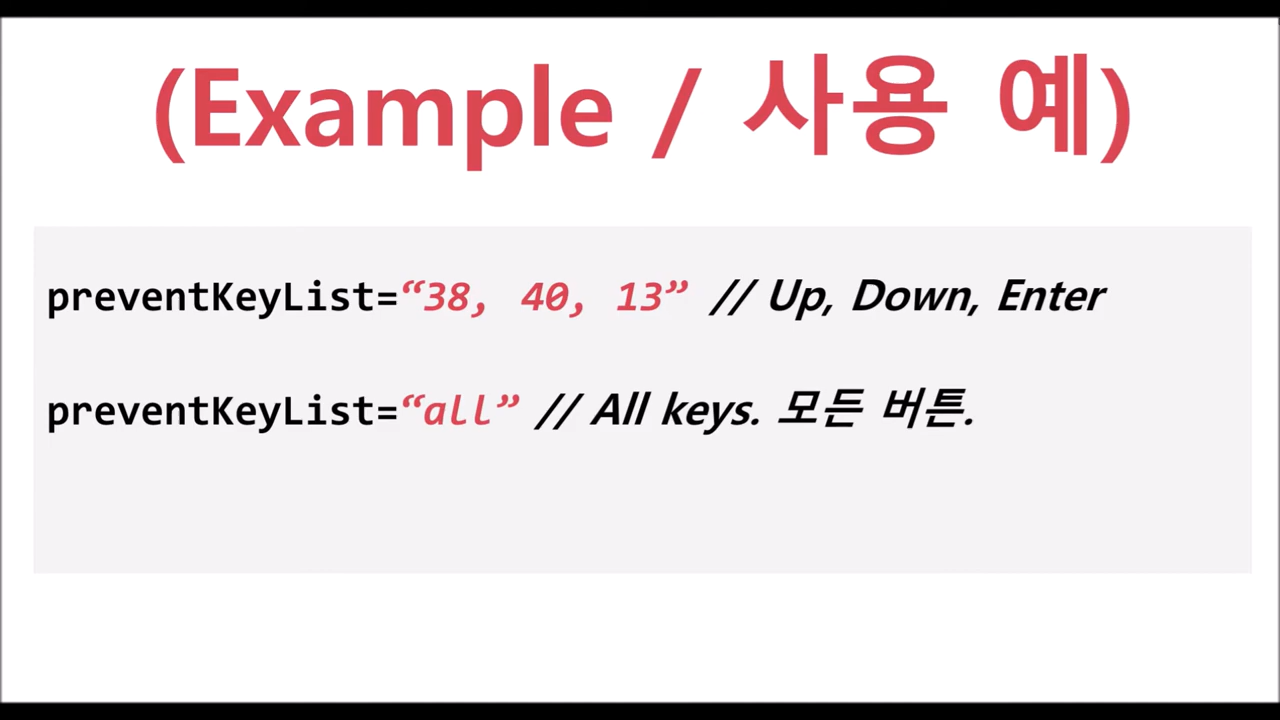 (Example / 사용 예)
preventKeyList=“38, 40, 13” // Up, Down, Enter
preventKeyList=“all” // All keys. 모든 버튼.